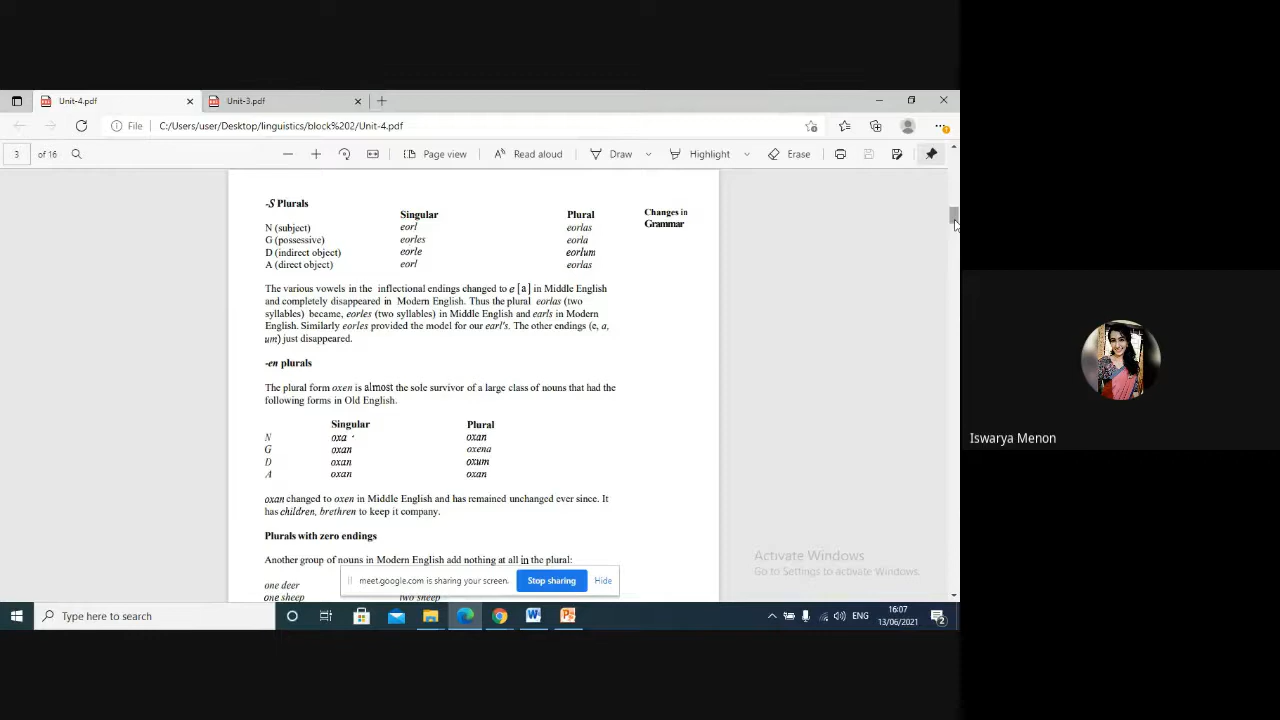 Unit-4.pdf
Unit-3.pdf
File C:/Users/user/Desktop/linguistics/block%202/Unit-4.pdf
3 of 16 Page view Read aloud Draw Highlight Erase
-S Plurals
Singular Plural Changes in
Grammar
N (subject) eorl eorlas
G (possessive) eorles eorla
D (indirect object) eorle eorlum
A (direct object) eorl eorlas
The various vowels in the inflectional endings changed to e [a] in Middle English
and completely disappeared in Modern English. Thus the plural eorlas (two
syllables) became, eorles (two syllables) in Middle English and earls in Modern
English. Similarly eorles provided the model for our earl's. The other endings (e, a,
um) just disappeared.
-en plurals
The plural form oxen is almost the sole survivor of a large class of nouns that had the
following forms in Old English.
Singular Plural
N oxa oxan
G oxan oxena
D oxan oxum
A oxan oxan
oxan changed to oxen in Middle English and has remained unchanged ever since. It
has children, brethren to keep it company.
Plurals with zero endings
Another group of nouns in Modern English add nothing at all in the plural:
one deer
one sheep two sheep
meet.google.com is sharing your screen. Stop sharing Hide
Activate Windows
Go to Settings to activate Windows.
Iswarya Menon
Type here to search
ENG
16:07
13/06/2021
2